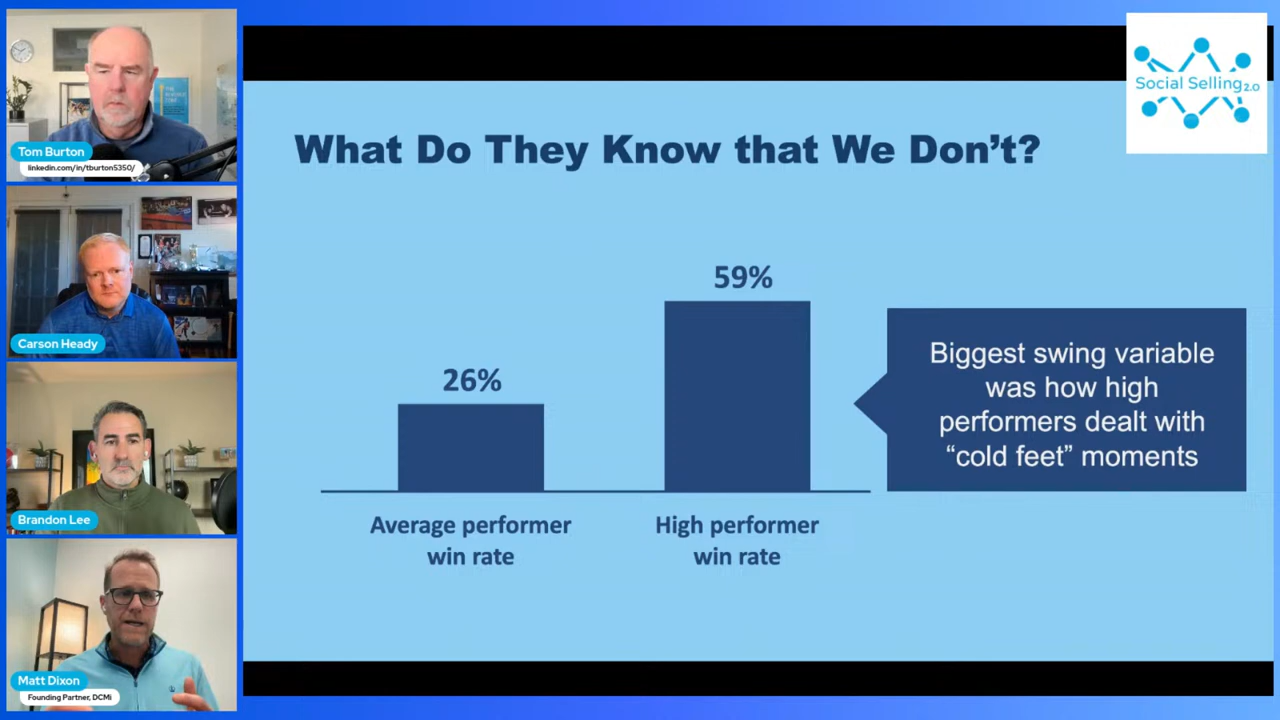 Tom Burton
linkedin.com/in/tburton5350/
Carson Heady
Brandon Lee
Matt Dixon
Founding Partner, DCMi
Social Selling 2.0
What Do They Know that We Don't?
26%
59%
Average performer
win rate
High performer
win rate
Biggest swing variable
was how high
performers dealt with
“cold feet” moments